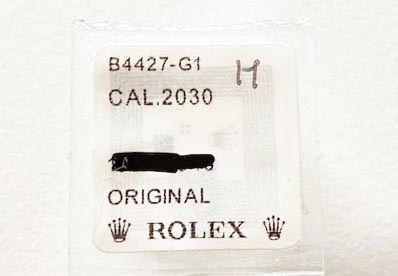 B4427-G1
CAL.2030
ORIGINAL
ROLEX